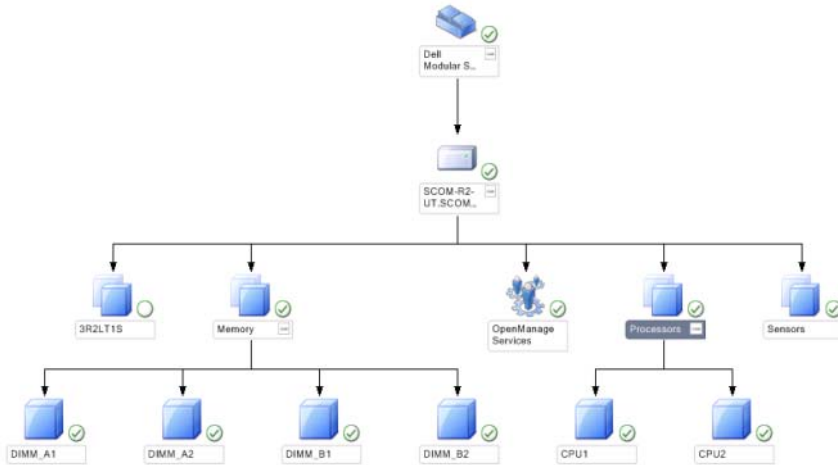 Dell
Modular S...
SCOM-R2-
UT.SCOM...
3R2LT1S
Memory
OpenManage
Services
Processors
Sensors
DIMM_A1
DIMM_A2
DIMM_B1
DIMM_B2
CPU1
CPU2